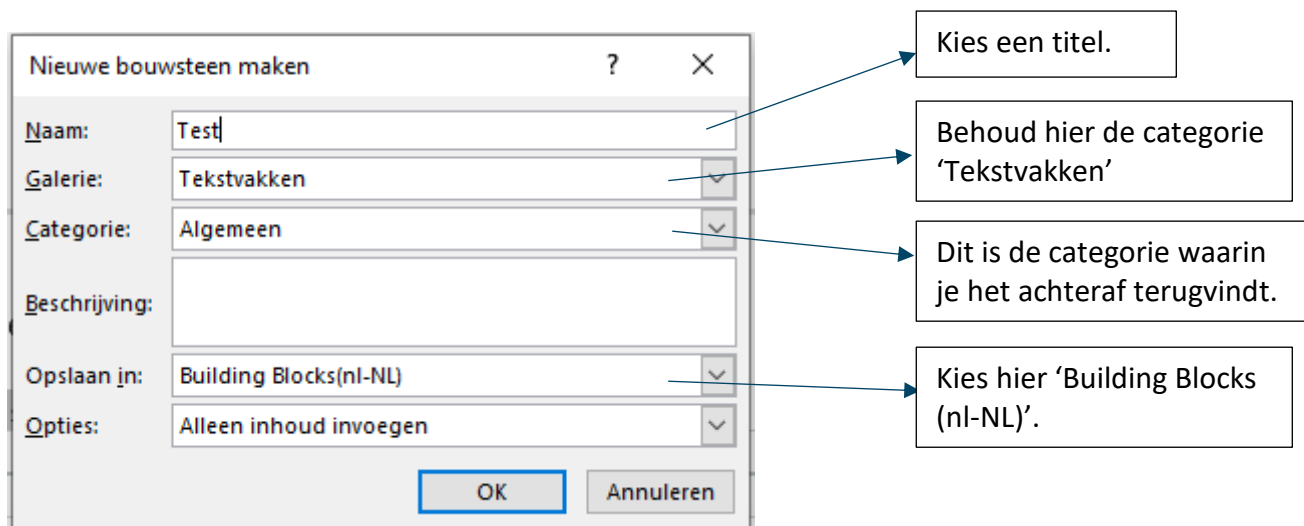 Nieuwe bouwsteen maken ? X
Naam: Test
Galerie: Tekstvakken
Categorie: Algemeen
Beschrijving:
Opslaan in: Building Blocks(nl-NL)
Opties: Alleen inhoud invoegen
OK Annuleren
Kies een titel.
Behoud hier de categorie
‘Tekstvakken’
Dit is de categorie waarin
je het achteraf terugvindt.
Kies hier ‘Building Blocks
(nl-NL)’.